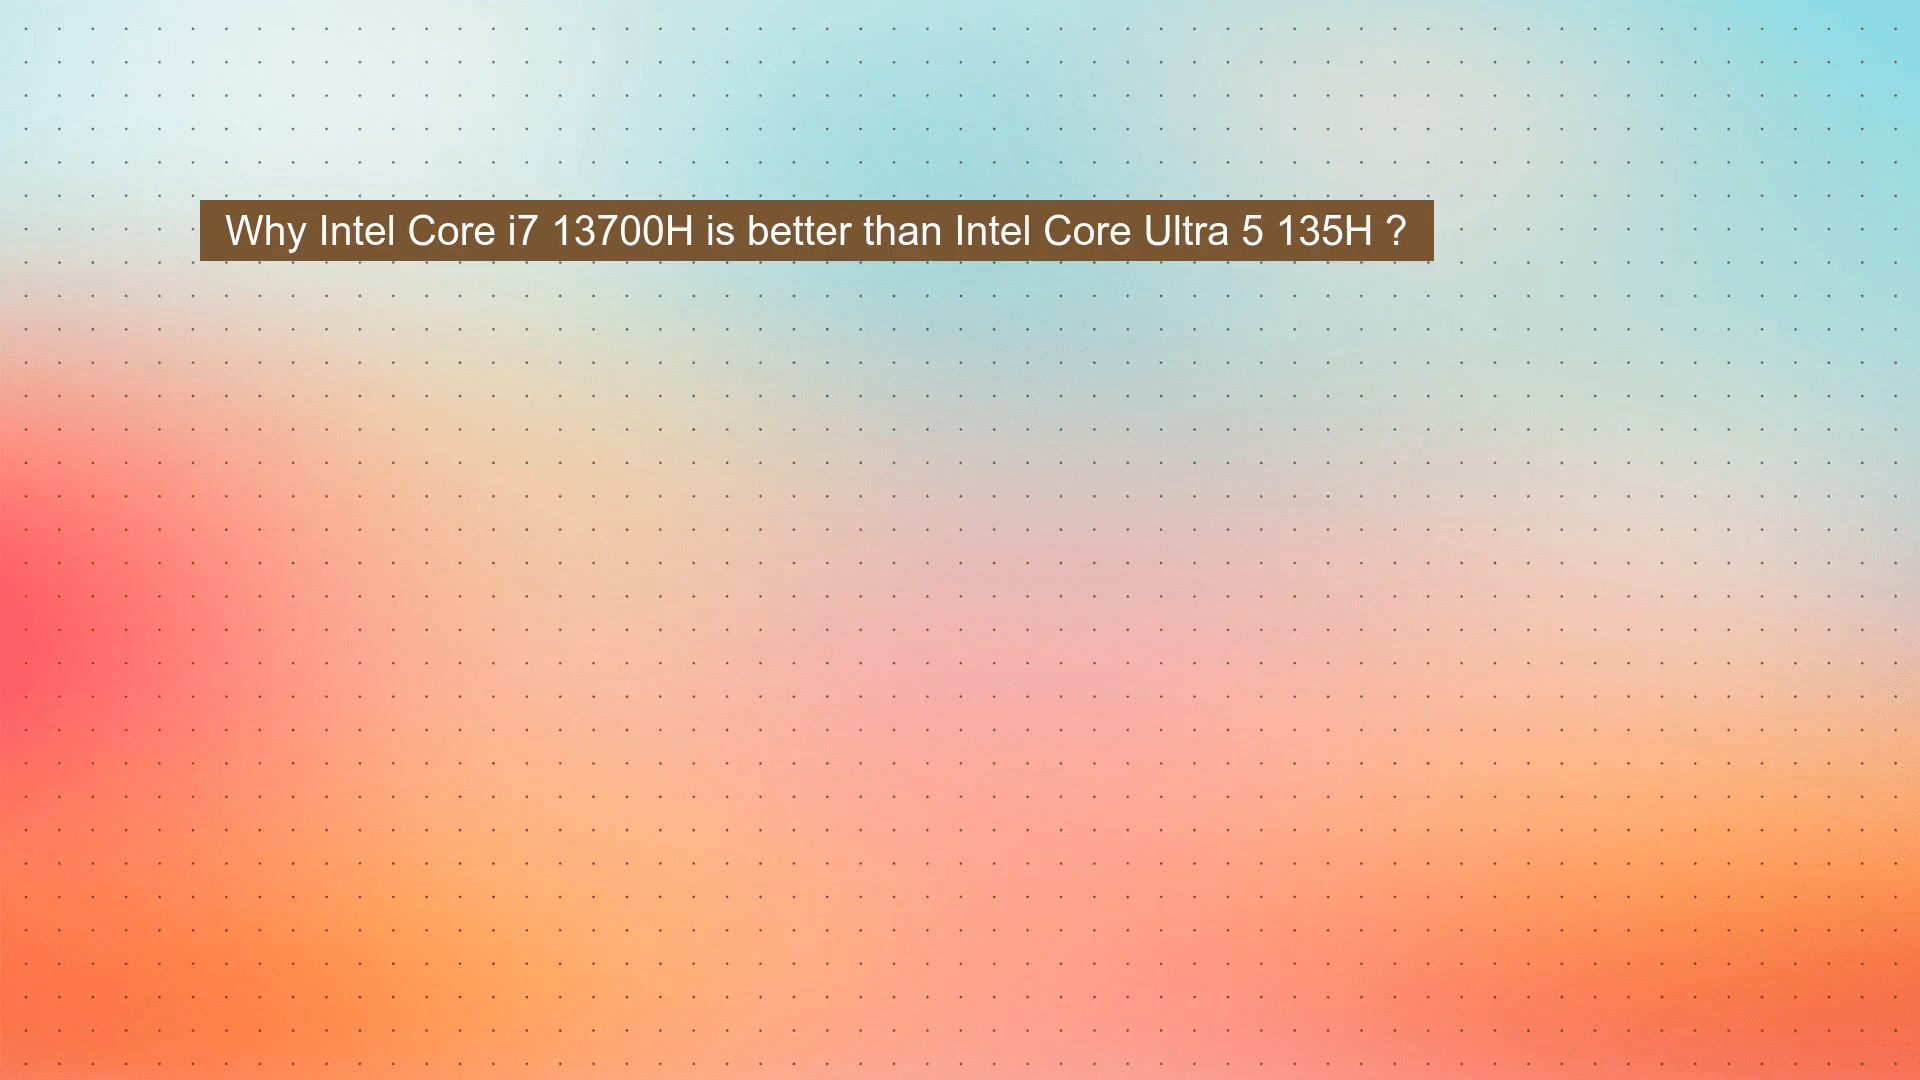 Why Intel Core i7 13700H is better than Intel Core Ultra 5 135H ?